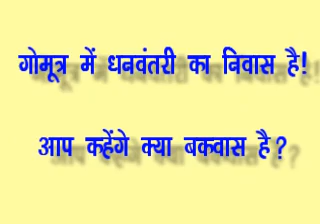 गोमूत्र में धनवंतरी का निवास है!
आप कहेंगे क्या बकवास है?